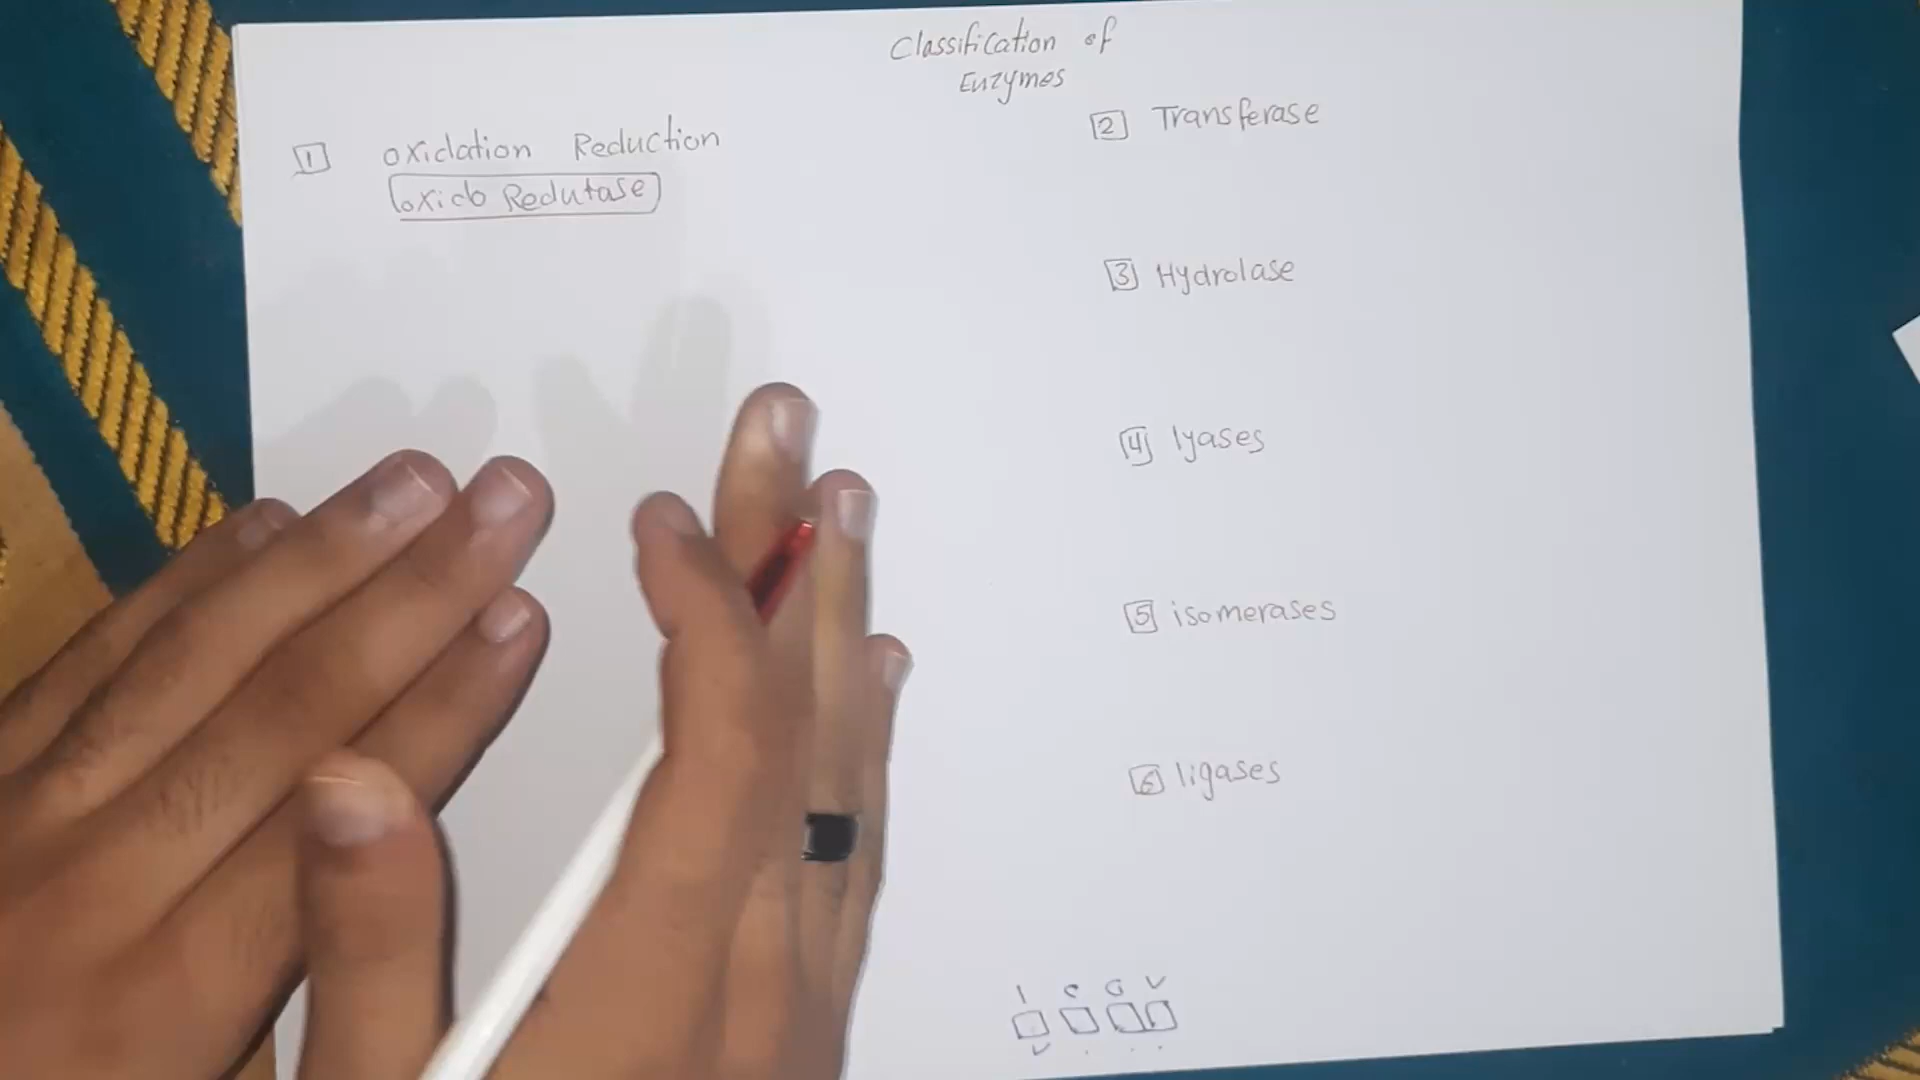 Classification of
Enzymes
1 oxidation Reduction
oxido Redutase
2 Transferase
3 Hydrolase
4 lyases
5 isomerases
6 ligases